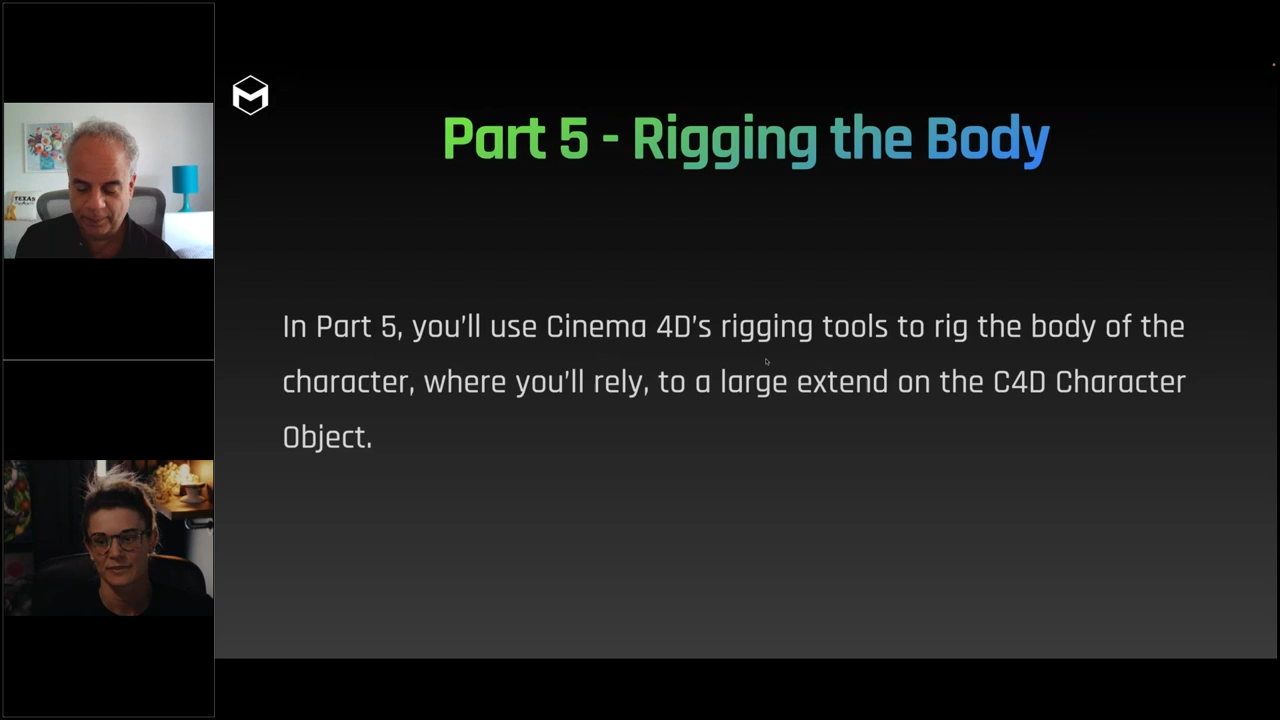 Part 5 - Rigging the Body
In Part 5, you'll use Cinema 4D's rigging tools to rig the body of the
character, where you'll rely, to a large extend on the C4D Character
Object.
TEXAS